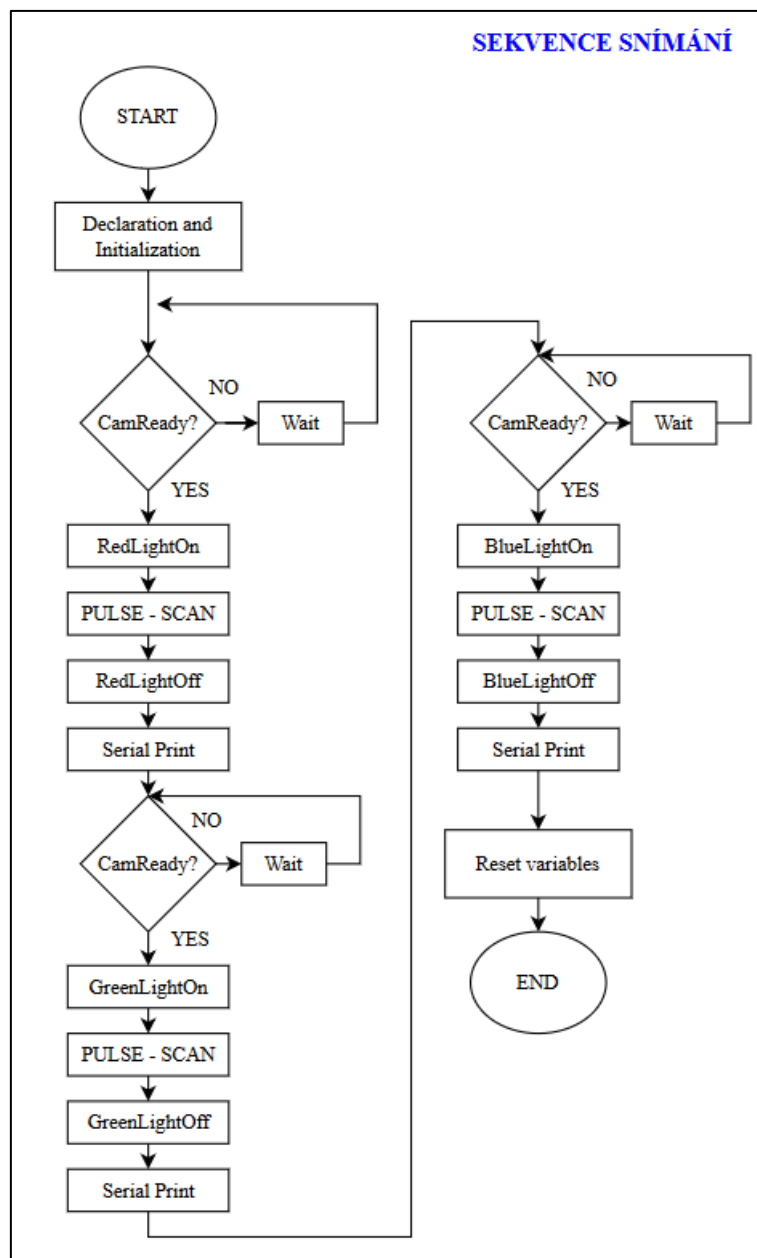 SEKVENCE SNÍMÁNÍ
START
Declaration and
Initialization
NO
CamReady?
Wait
YES
RedLightOn
PULSE - SCAN
RedLightOff
Serial Print
NO
CamReady?
Wait
YES
GreenLightOn
PULSE - SCAN
GreenLightOff
Serial Print
NO
CamReady?
Wait
YES
BlueLightOn
PULSE - SCAN
BlueLightOff
Serial Print
Reset variables
END